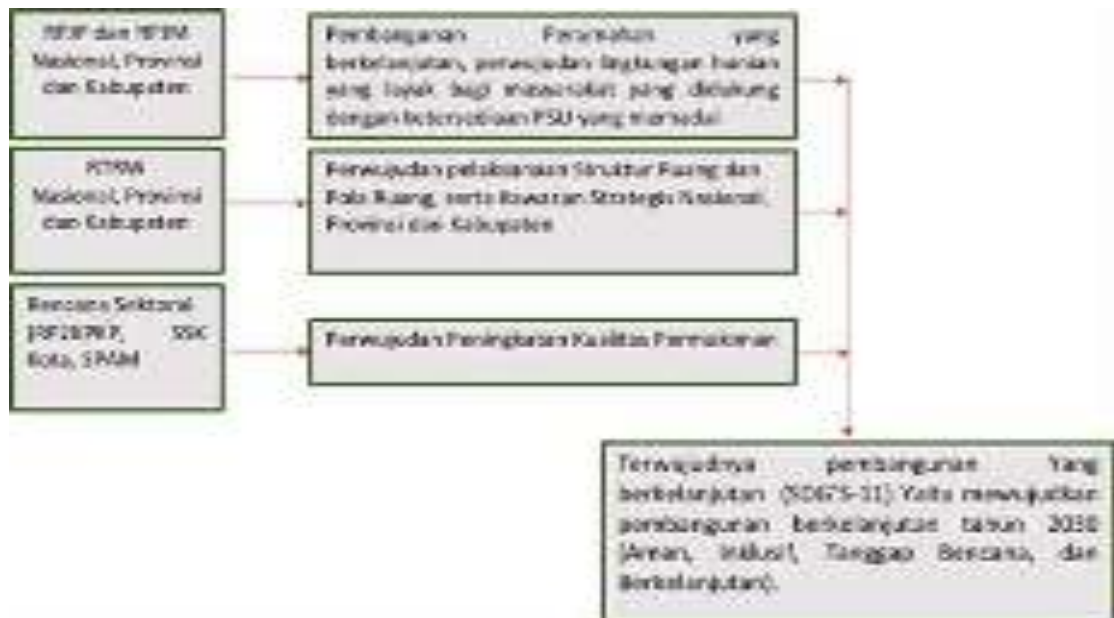 RPJP dan RPJM
Nasional, Provinsi
dan Kabupaten
Pembangunan Perumahan yang
berkelanjutan, perwujudan lingkungan hunian
yang layak bagi masyarakat yang didukung
dengan ketersediaan PSU yang memadai
RTRW
Nasional, Provinsi
dan Kabupaten
Perwujudan pelaksanaan Struktur Ruang dan
Pola Ruang, serta Kawasan Strategis Nasional,
Provinsi dan Kabupaten
Rencana Sektoral
SSK
Kota, SPAM
Perwujudan Peningkatan Kualitas Permukiman
Terwujudnya pembangunan Yang
berkelanjutan (SDG'S-11) Yaitu mewujudkan
pembangunan berkelanjutan tahun 2030
(Aman, Inklusif, Tanggap Bencana, dan
Berkelanjutan).